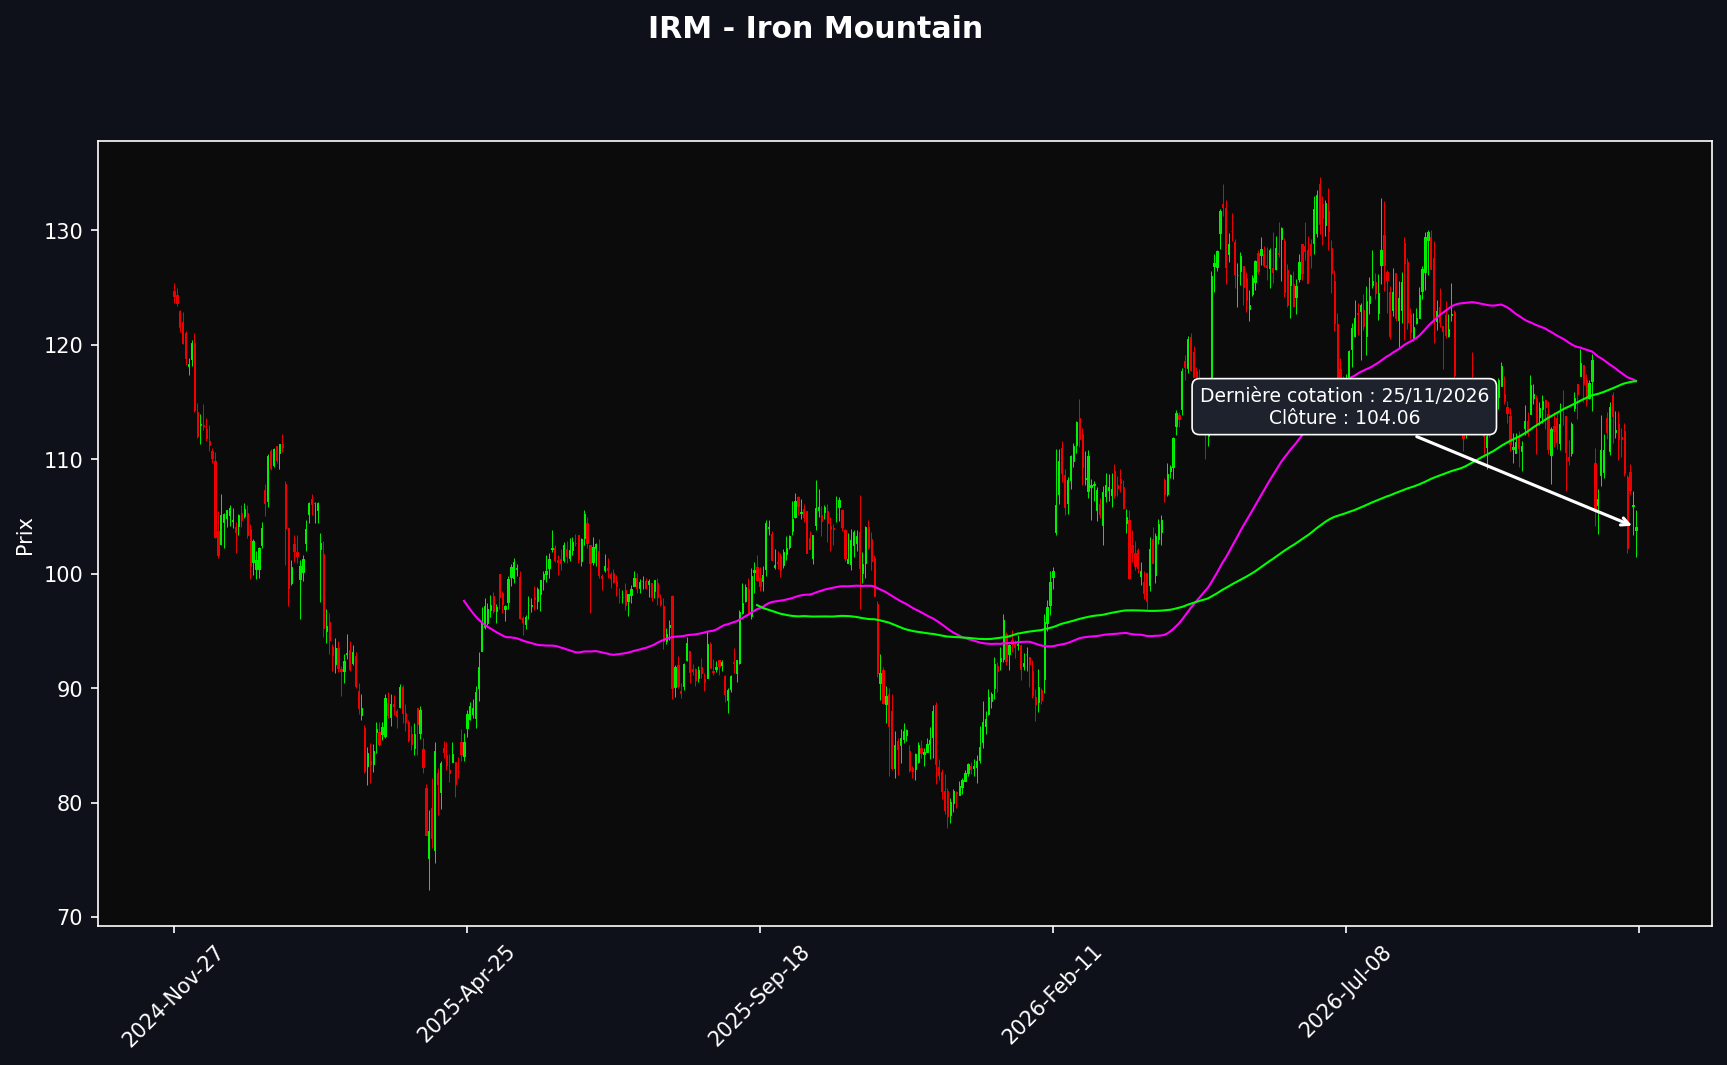 IRM - Iron Mountain
Prix
130
120
110
100
90
80
70
Dernière cotation : 25/11/2026
Clôture : 104.06
2024-Nov-27
2025-Apr-25
2025-Sep-18
2026-Feb-11
2026-Jul-08